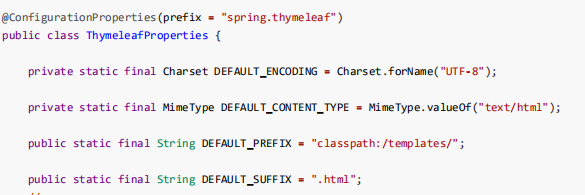 @ConfigurationProperties(prefix = "spring.thymeleaf")
public class ThymeleafProperties {
private static final Charset DEFAULT_ENCODING = Charset.forName("UTF-8");
private static final MimeType DEFAULT_CONTENT_TYPE = MimeType.valueOf("text/html");
public static final String DEFAULT_PREFIX = "classpath:/templates/";
public static final String DEFAULT_SUFFIX = ".html";